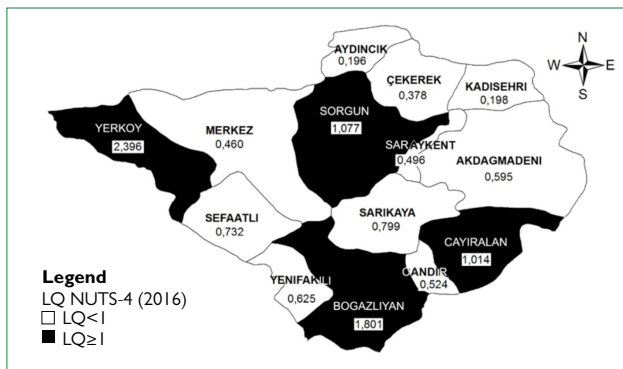 AYDINCIK
0,196
ÇEKEREK
0,378
KADISEHRI
0,198
N
W E
S
YERKOY
2,396
MERKEZ
0,460
SORGUN
1,077
SARAYKENT
0,496
AKDAGMADENI
0,595
SEFAATLI
0,732
SARIKAYA
0,799
CAYIRALAN
1,014
YENIFAKILI
0,625
BOGAZLIYAN
1,801
CANDIR
0,524
Legend
LQ NUTS-4 (2016)
LQ<1
LQ≥1